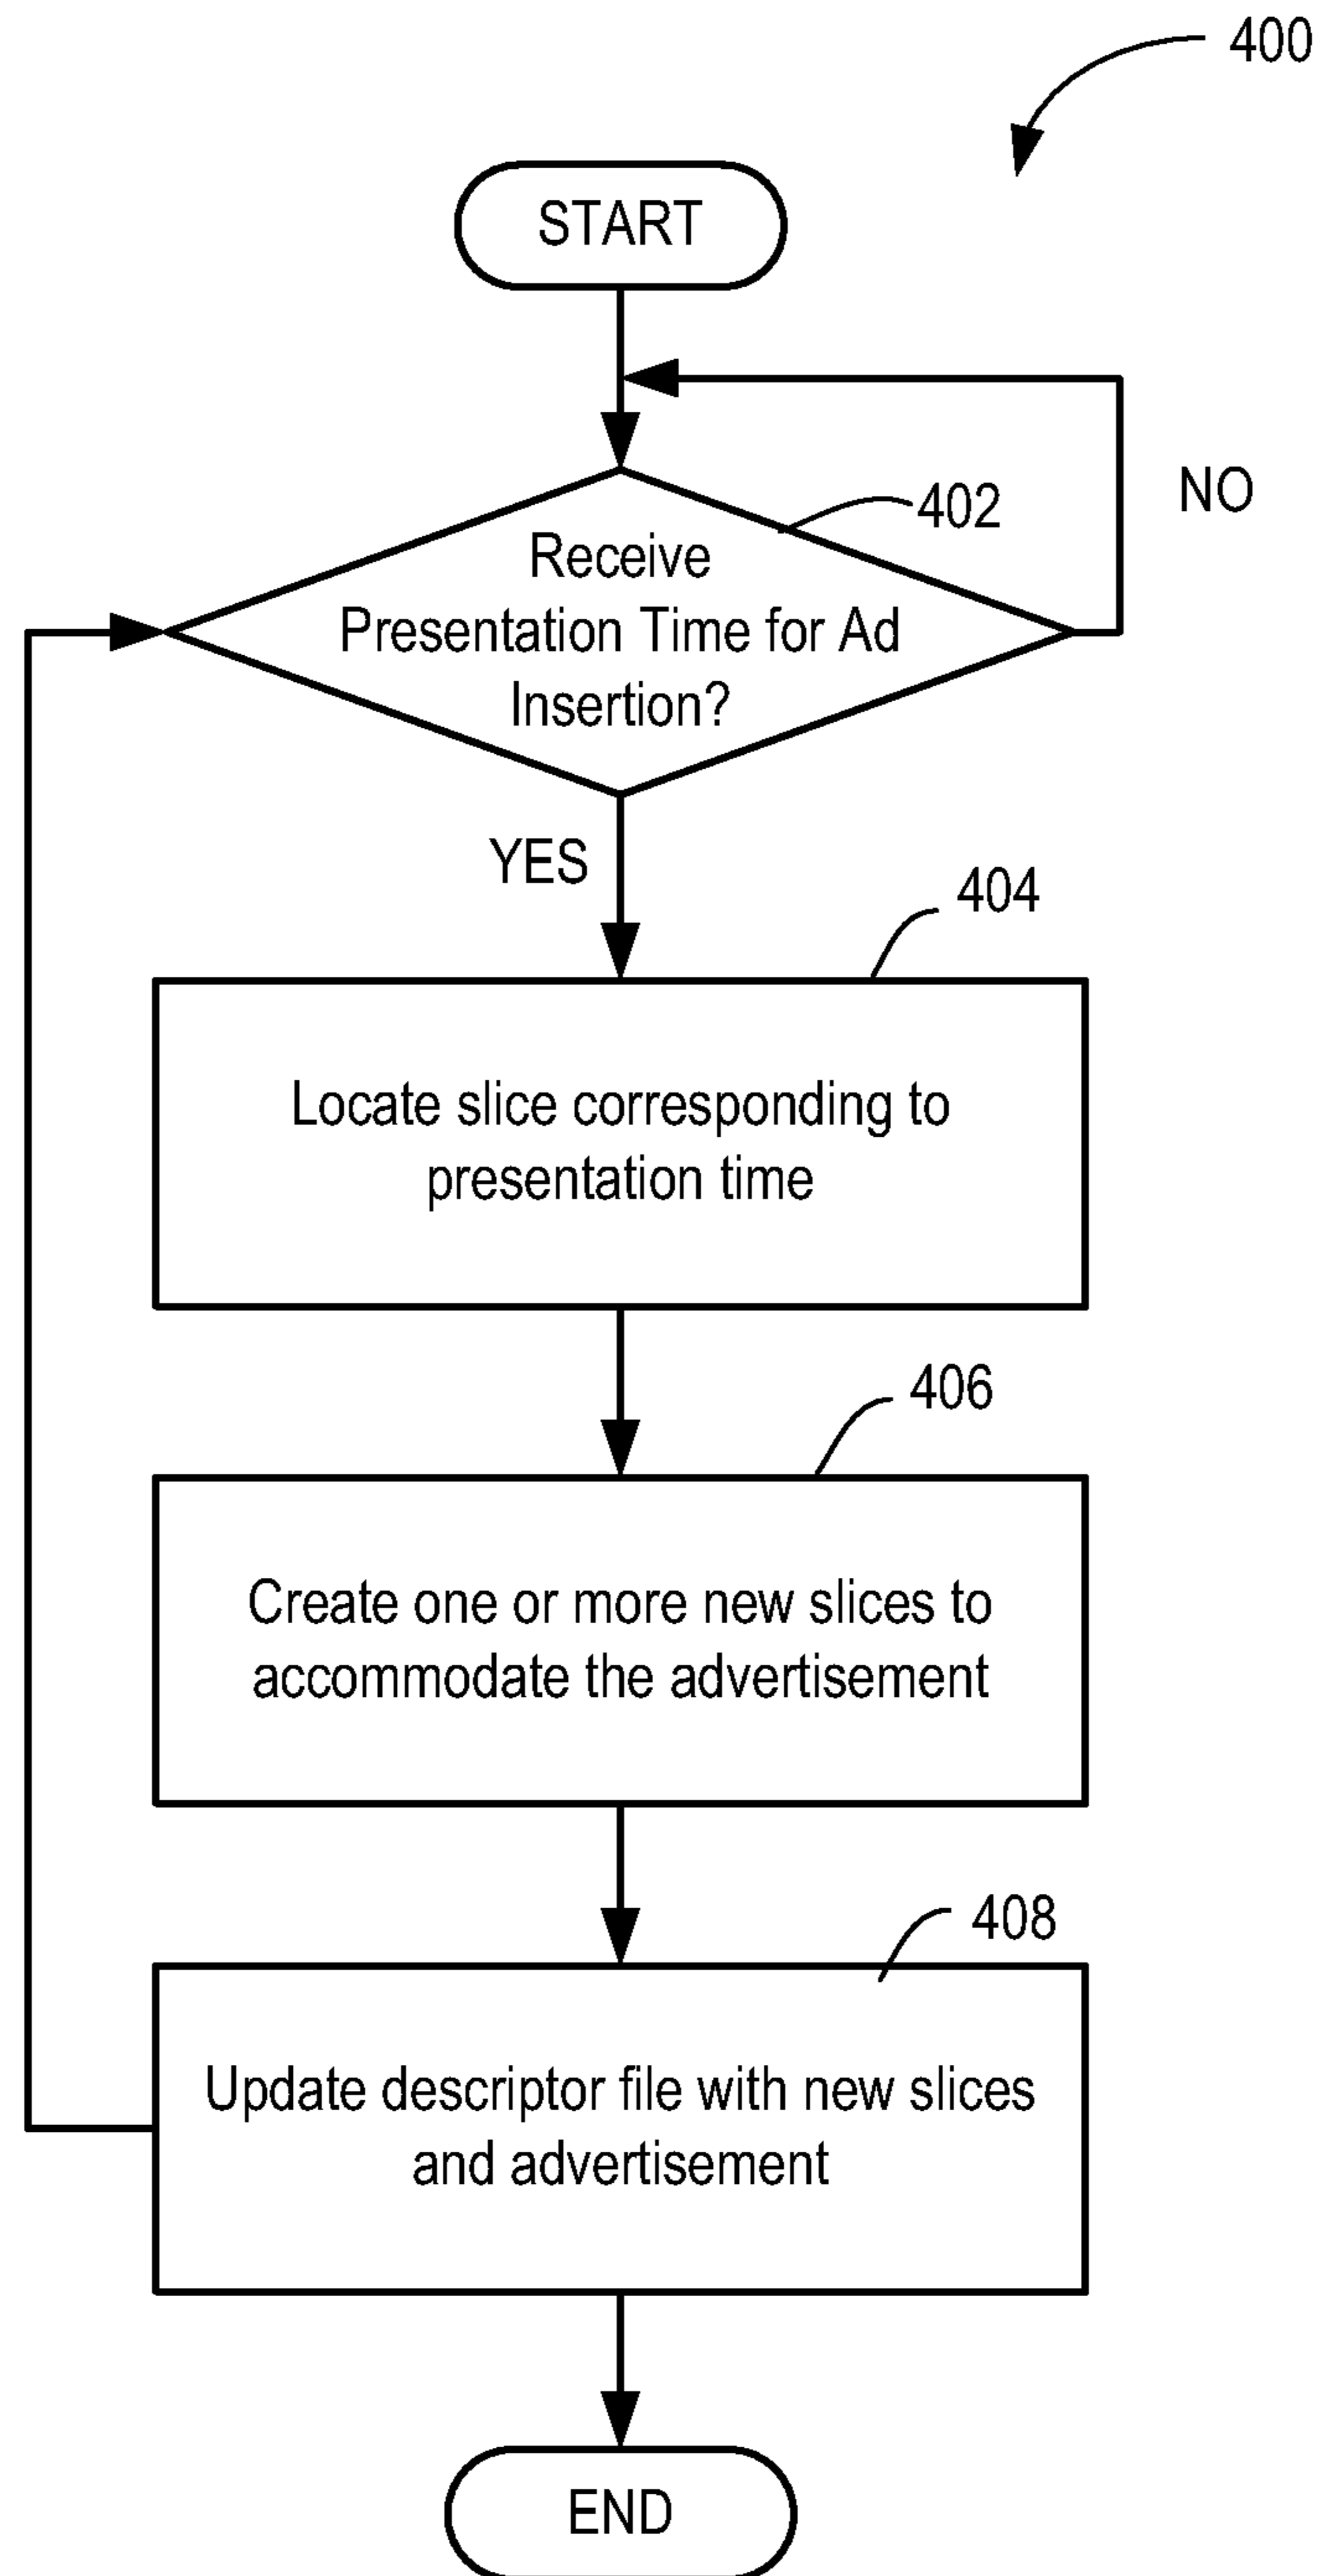 400
START
NO
402
Receive
Presentation Time for Ad
Insertion?
YES
404
Locate slice corresponding to
presentation time
406
Create one or more new slices to
accommodate the advertisement
408
Update descriptor file with new slices
and advertisement
END